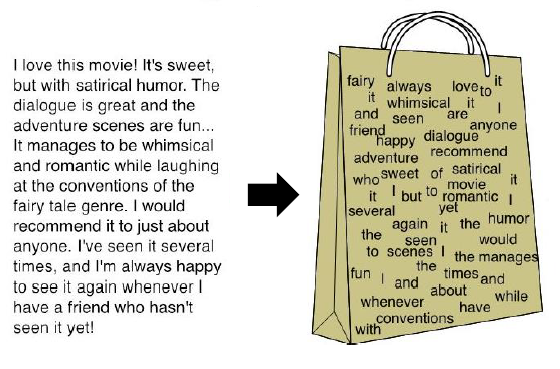 I love this movie! It's sweet,
but with satirical humor. The
dialogue is great and the
adventure scenes are fun...
It manages to be whimsical
and romantic while laughing
at the conventions of the
fairy tale genre. I would
recommend it to just about
anyone. I've seen it several
times, and I'm always happy
to see it again whenever I
have a friend who hasn't
seen it yet!
fairy always love to it
it whimsical it I
and seen are
friend anyone
happy dialogue
adventure recommend
who sweet of satirical
movie it
it I but to romantic I
several yet
again it the humor
the seen would
to scenes I the manages
fun the times and
I and about
whenever have while
conventions
with